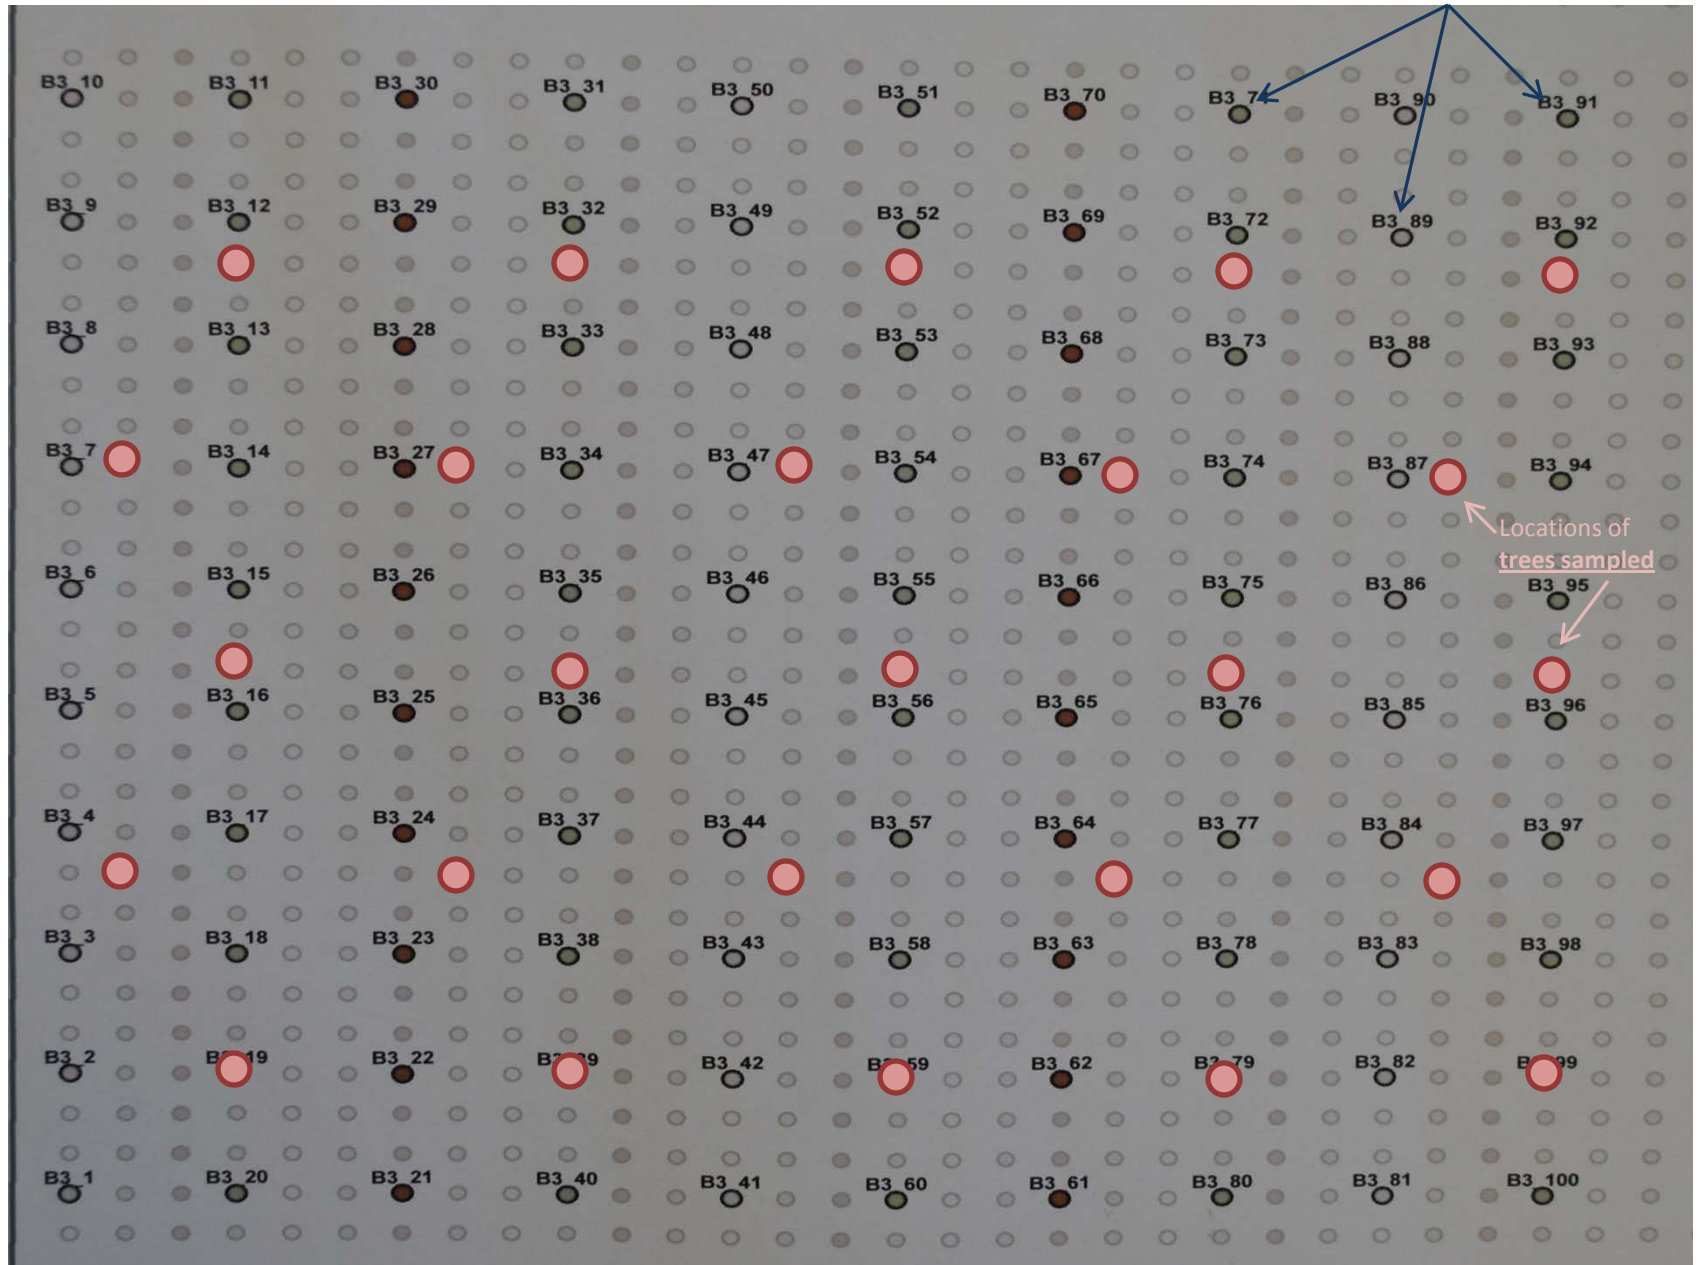 B3_10 B3_11 B3_30 B3_31 B3_50 B3_51 B3_70 B3_90 B3_91
B3_9 B3_12 B3_29 B3_32 B3_49 B3_52 B3_69 B3_72 B3_89 B3_92
B3_8 B3_13 B3_28 B3_33 B3_48 B3_53 B3_68 B3_73 B3_88 B3_93
B3_7 B3_14 B3_27 B3_34 B3_47 B3_54 B3_67 B3_74 B3_87 B3_94
Locations of
trees sampled
B3_6 B3_15 B3_26 B3_35 B3_46 B3_55 B3_66 B3_75 B3_86 B3_95
B3_5 B3_16 B3_25 B3_36 B3_45 B3_56 B3_65 B3_76 B3_85 B3_96
B3_4 B3_17 B3_24 B3_37 B3_44 B3_57 B3_64 B3_77 B3_84 B3_97
B3_3 B3_18 B3_23 B3_38 B3_43 B3_58 B3_63 B3_78 B3_83 B3_98
B3_2 B3_22 B3_42 B3_62 B3_82
B3_1 B3_20 B3_21 B3_40 B3_41 B3_60 B3_61 B3_80 B3_81 B3_100